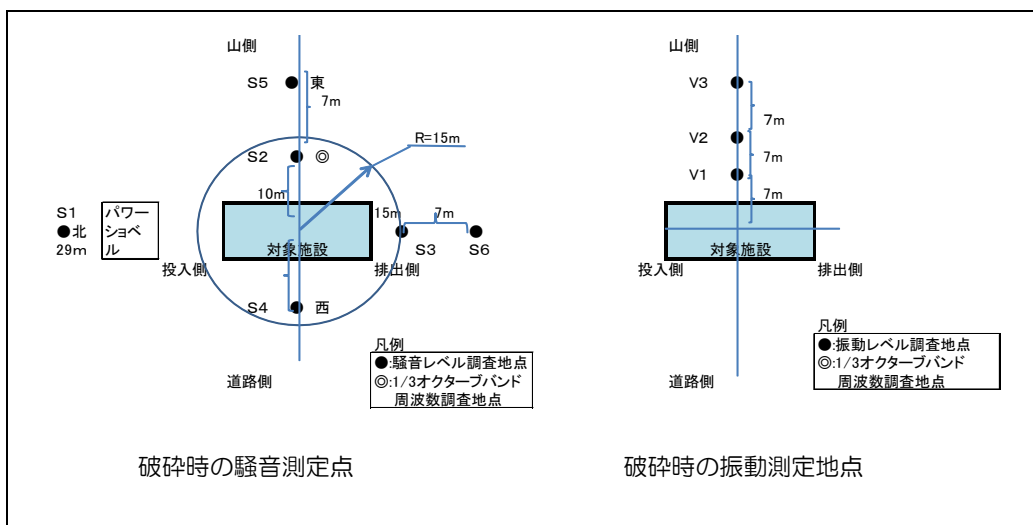 山側
S5
東
7m
S2
◎
R=15m
10m
S1
●北
29m
パワー
ショベ
ル
15m
7m
対象施設
S3
S6
投入側
排出側
S4
西
凡例
●:騒音レベル調査地点
◎:1/3オクターブバンド
周波数調査地点
道路側
破砕時の騒音測定点
山側
V3
7m
V2
7m
V1
7m
対象施設
投入側
排出側
凡例
●:振動レベル調査地点
◎:1/3オクターブバンド
周波数調査地点
道路側
破砕時の振動測定地点